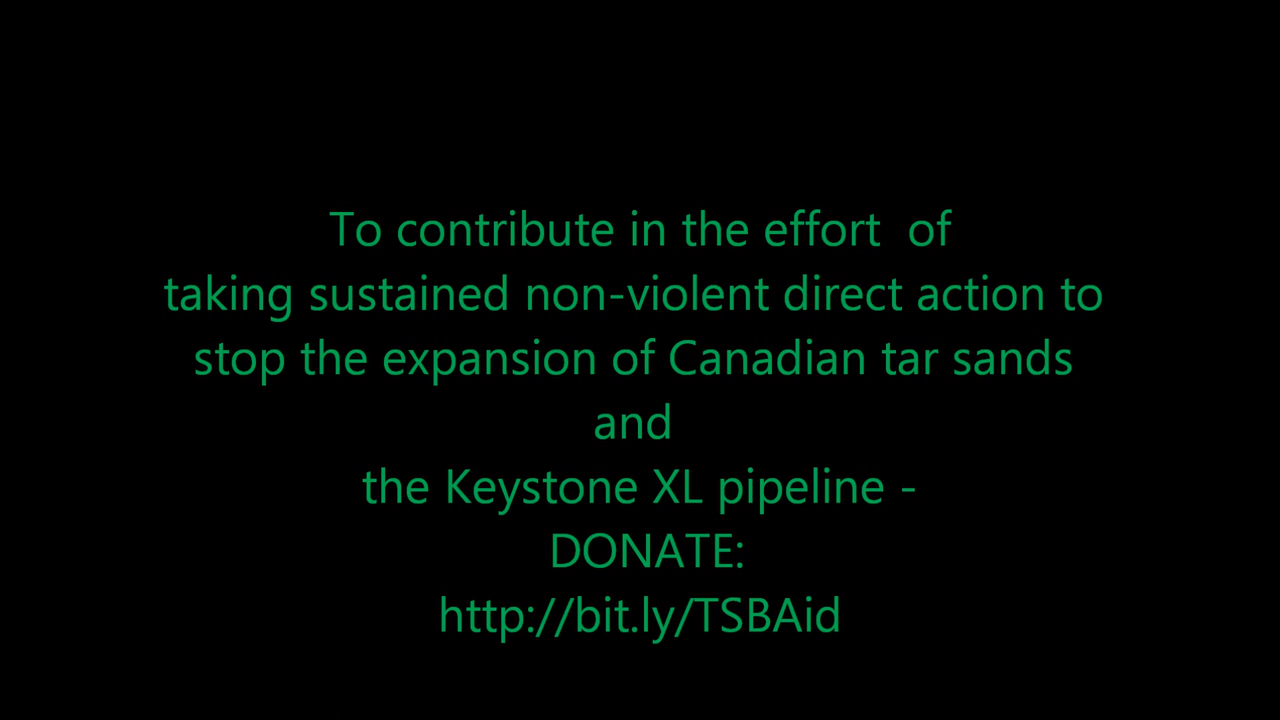 To contribute in the effort  of
taking sustained non-violent direct action to
stop the expansion of Canadian tar sands
and
the Keystone XL pipeline -
DONATE:
http://bit.ly/TSBAid